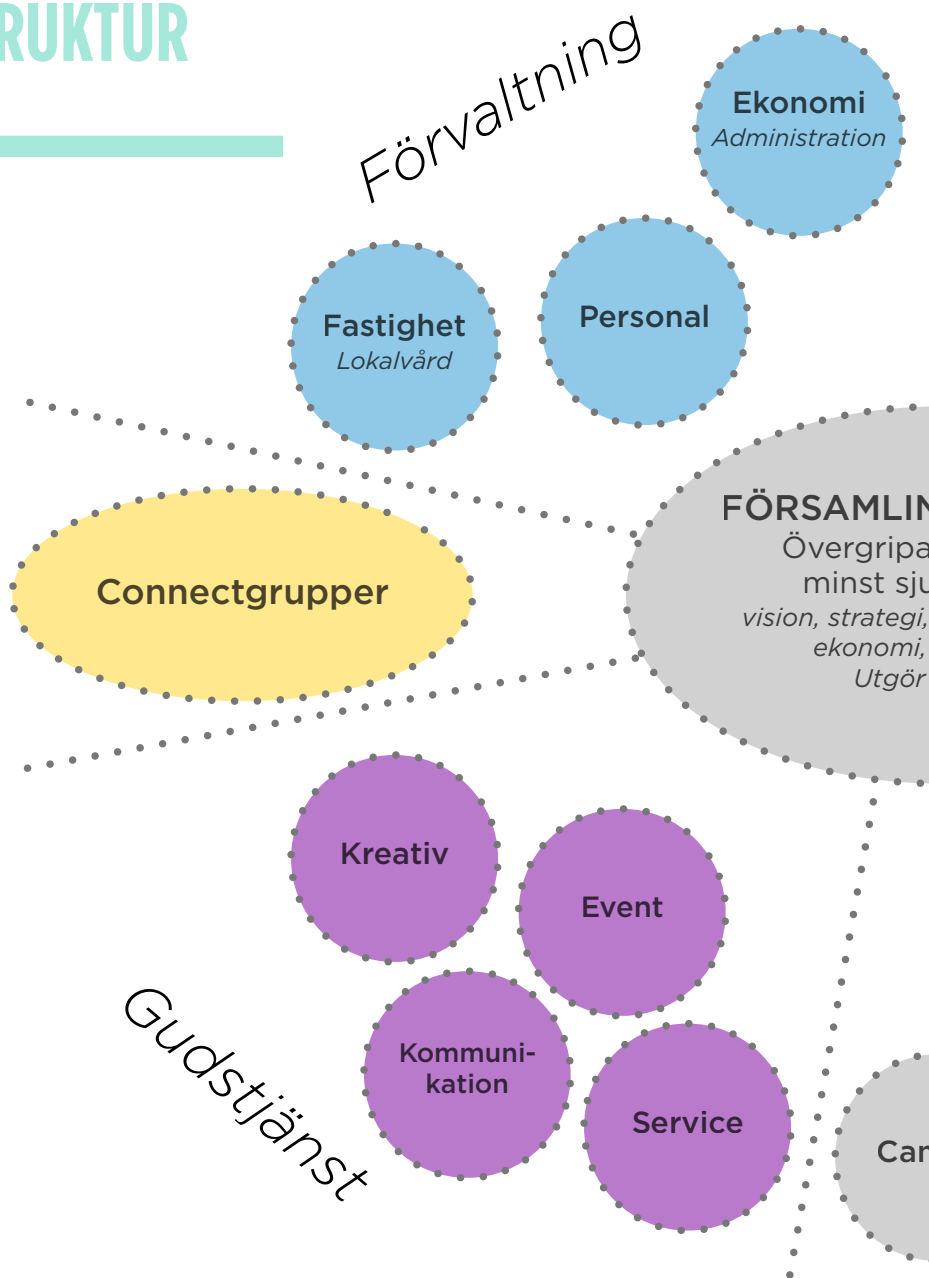 RUKTUR
Förvaltning
Ekonomi
Administration
Fastighet
Lokalvård
Personal
Connectgrupper
FÖRSAMLIN
Övergripa
minst sju
vision, strategi,
ekonomi,
Utgör
Kreativ
Event
Gudstjänst
Kommuni-
kation
Service
Can